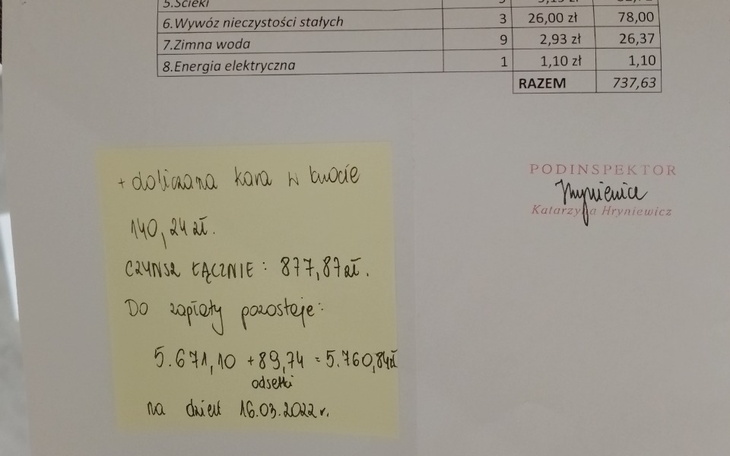 5.Ścieki
6.Wywóz nieczystości stałych 3 26,00 zł 78,00
7.Zimna woda 9 2,93 zł 26,37
8.Energia elektryczna 1 1,10 zł 1,10
RAZEM 737,63
+ doliczana kara w kwocie
140,24 zł.
CZYNSZ ŁĄCZNIE : 877,87 zł.
Do zapłaty pozostaje:
5.671,10 + 89,74 = 5.760,84 zł
odsetki
na dzień 16.03.2022 r.
PODINSPEKTOR
Hryniewicz
Katarzyna Hryniewicz